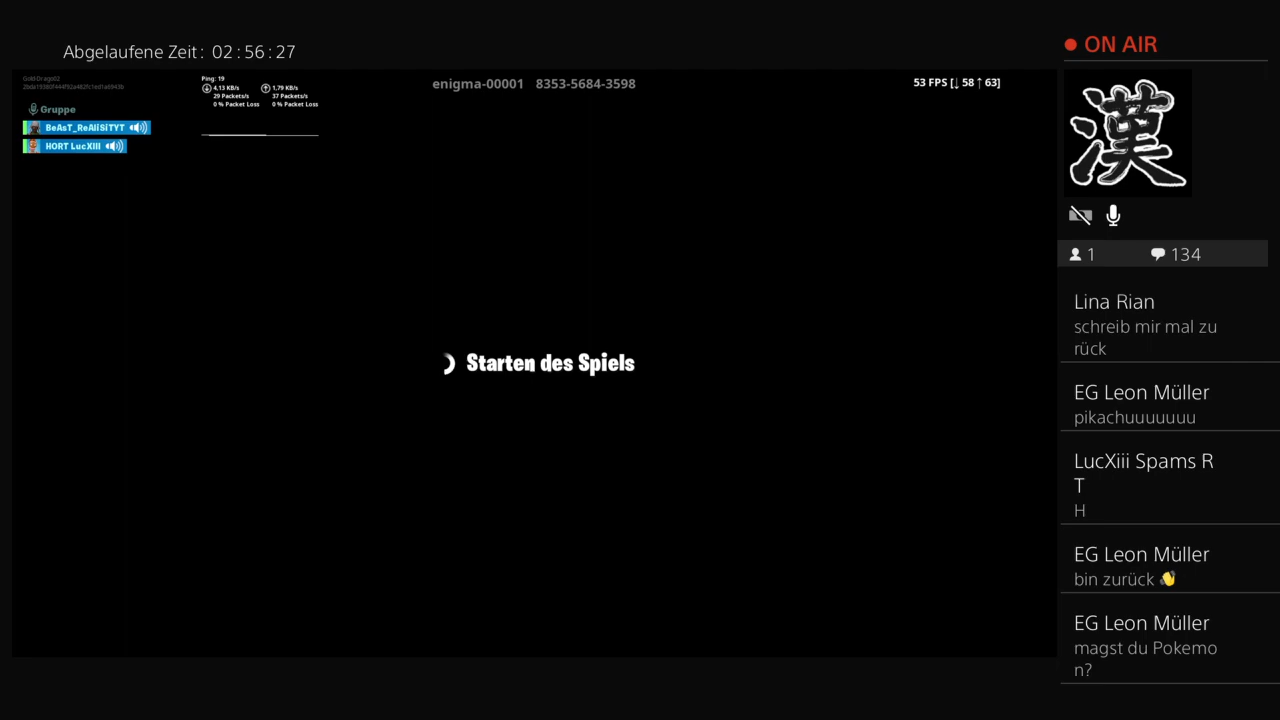 Abgelaufene Zeit: 02:56:27
ON AIR
Gold-Drago02
Ping: 19
4,13 KB/s 1,79 KB/s
29 Packets/s 37 Packets/s
0 % Packet Loss 0 % Packet Loss
enigma-00001 8353-5684-3598
53 FPS [↓ 58 ↑ 63]
Gruppe
BeAsT_ReAliSiTYT
HORT LucXIII
漢
1 134
Starten des Spiels
Lina Rian
schreib mir mal zu
rück
EG Leon Müller
pikachuuuuuuu
LucXiii Spams R
T
H
EG Leon Müller
bin zurück 👋
EG Leon Müller
magst du Pokemo
n?